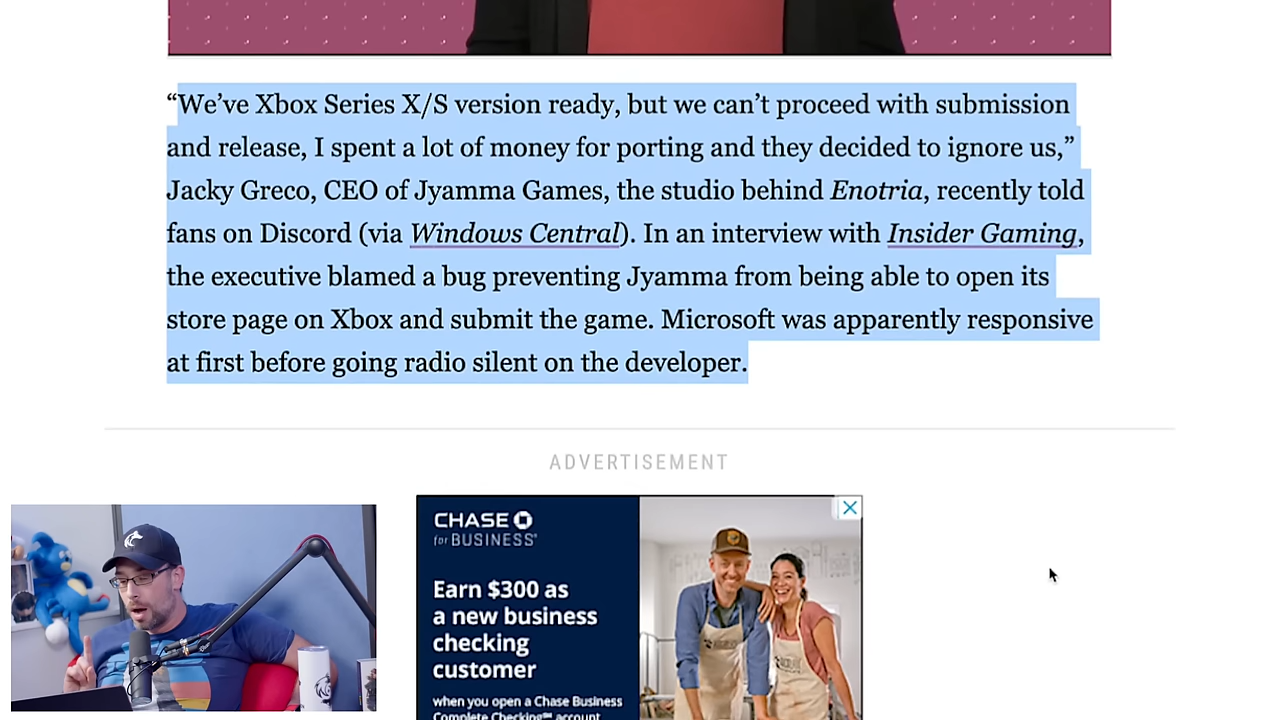 “We’ve Xbox Series X/S version ready, but we can’t proceed with submission
and release, I spent a lot of money for porting and they decided to ignore us,”
Jacky Greco, CEO of Jyamma Games, the studio behind Enotria, recently told
fans on Discord (via Windows Central). In an interview with Insider Gaming,
the executive blamed a bug preventing Jyamma from being able to open its
store page on Xbox and submit the game. Microsoft was apparently responsive
at first before going radio silent on the developer.
ADVERTISEMENT
CHASE
for BUSINESS®
Earn $300 as
a new business
checking
customer
when you open a Chase Business
Complete Checking℠ account